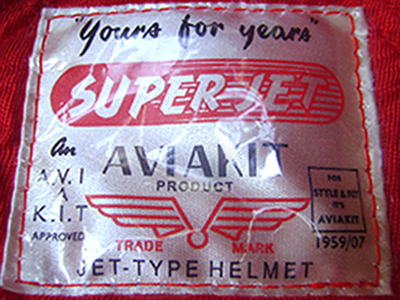 "Yours for years"
SUPER-JET
An AVIAKIT
PRODUCT
A.V.I
A
K.I.T
APPROVED
FOR
STYLE & FIT
IT'S
AVIAKIT
1959/07
TRADE MARK
JET-TYPE HELMET